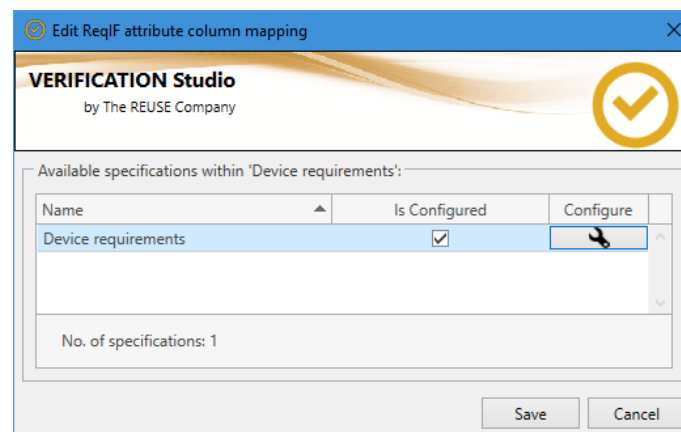 Edit ReqIF attribute column mapping
VERIFICATION Studio
by The REUSE Company
Available specifications within 'Device requirements':
Name Is Configured Configure
Device requirements
No. of specifications: 1
Save Cancel